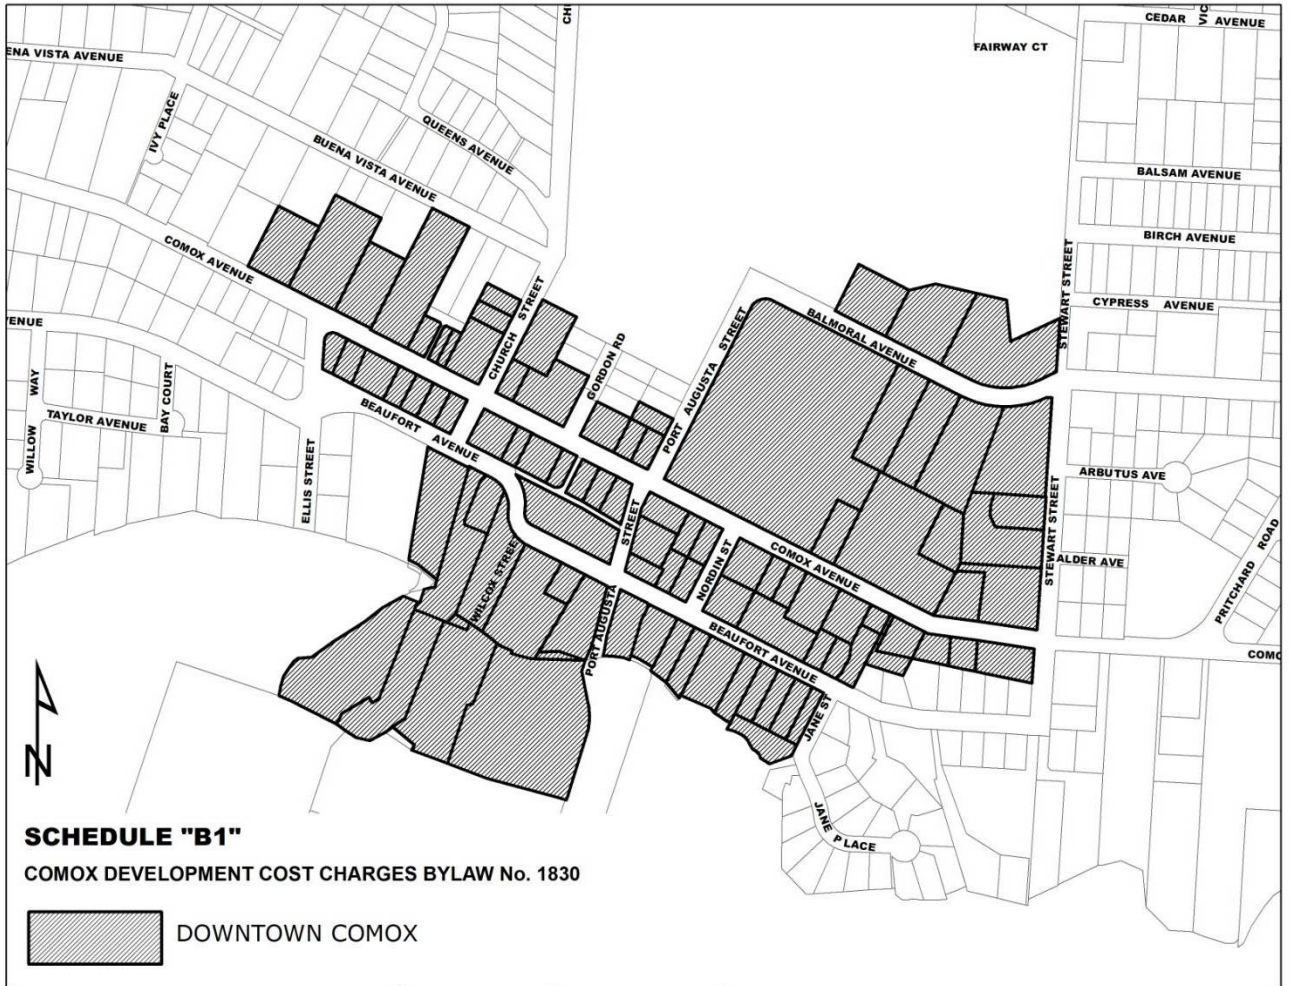 CEDAR AVENUE
FAIRWAY CT
ENA VISTA AVENUE
IVY PLACE
QUEENS AVENUE
BUENA VISTA AVENUE
BALSAM AVENUE
BIRCH AVENUE
COMOX AVENUE
STEWART STREET
CYPRESS AVENUE
CHURCH STREET
BALMORAL AVENUE
VENUE
GORDON RD
PORT AUGUSTA STREET
WILLOW WAY
TAYLOR AVENUE
BAY COURT
BEAUFORT AVENUE
ELLIS STREET
ARBUTUS AVE
STEWART STREET
PRITCHARD ROAD
WILCOX STREET
PORT AUGUSTA STREET
NORDIN ST
COMOX AVENUE
ALDER AVE
BEAUFORT AVENUE
COMO
JANE ST
JANE PLACE
N
SCHEDULE "B1"
COMOX DEVELOPMENT COST CHARGES BYLAW No. 1830
DOWNTOWN COMOX